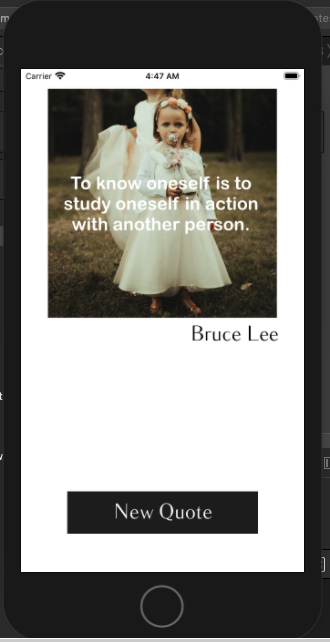 Carrier 4:47 AM
To know oneself is to
study oneself in action
with another person.
Bruce Lee
New Quote